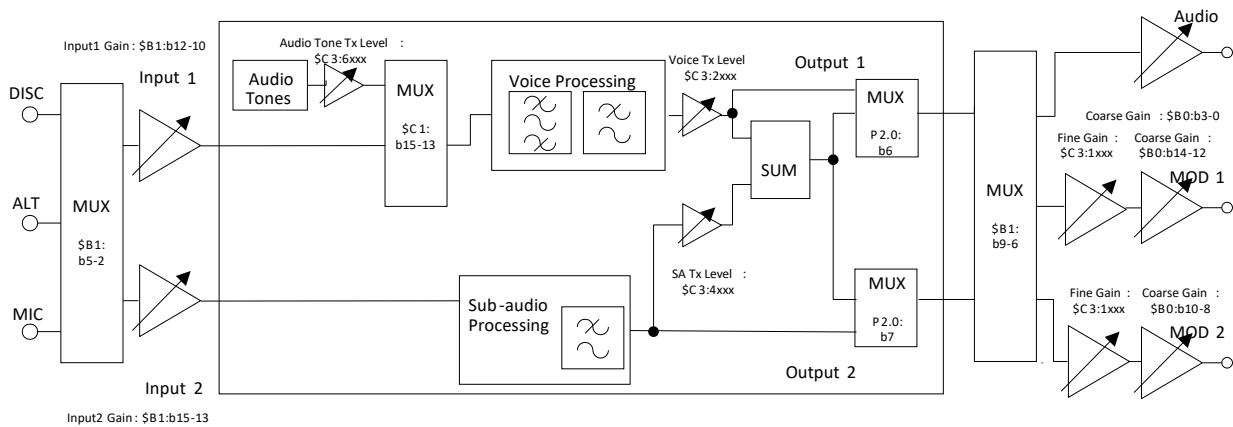 Input1 Gain : $B1:b12-10
Input 1
DISC
ALT
MIC
MUX
$B1:
b5-2
Input 2
Input2 Gain : $B1:b15-13
Audio Tone Tx Level :
$C3:6xxx
Audio
Tones
MUX
$C1:
b15-13
Voice Processing
Voice Tx Level
$C3:2xxx
Output 1
MUX
P2.0:
b6
SUM
SA Tx Level :
$C3:4xxx
Sub-audio
Processing
MUX
P2.0:
b7
Output 2
MUX
$B1:
b9-6
Audio
Coarse Gain : $B0:b3-0
Fine Gain :
$C3:1xxx
Coarse Gain :
$B0:b14-12
MOD 1
Fine Gain :
$C3:1xxx
Coarse Gain :
$B0:b10-8
MOD 2